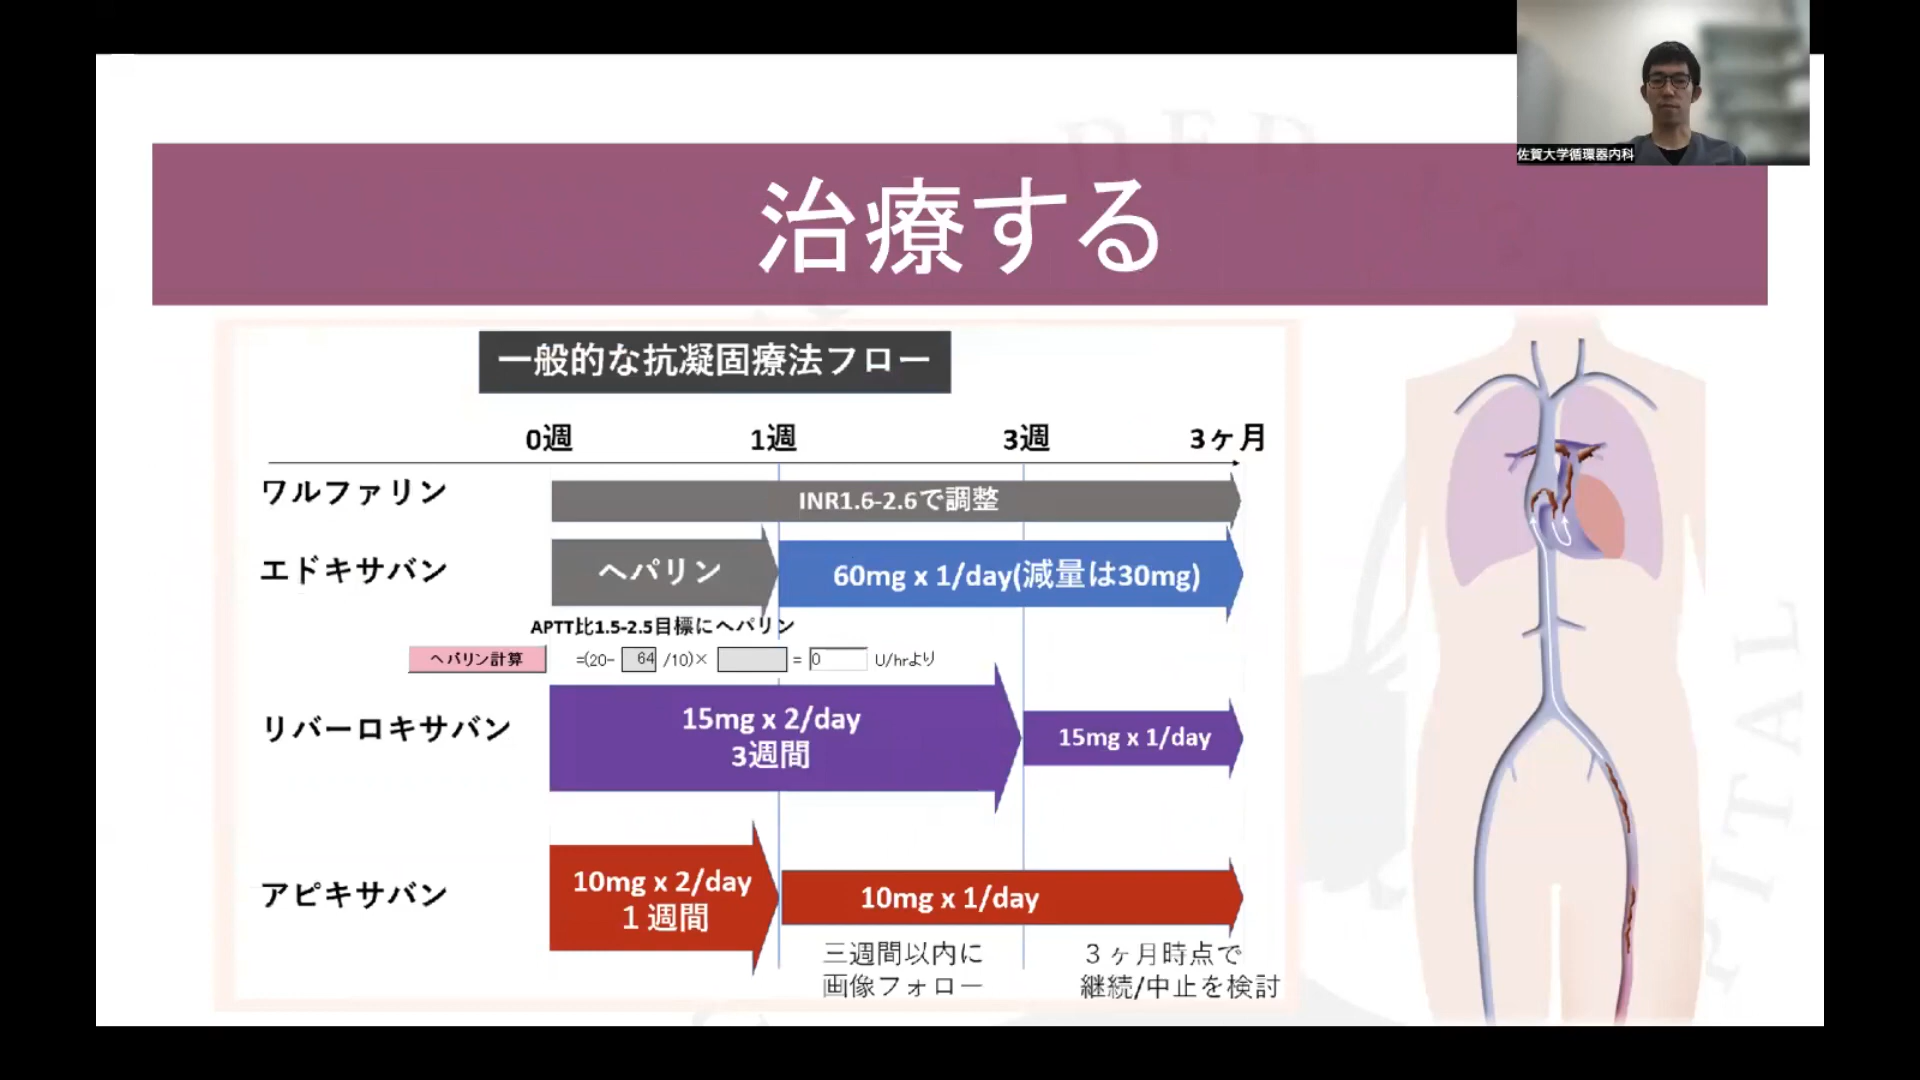 佐賀大学循環器内科
治療する
一般的な抗凝固療法フロー
0週 1週 3週 3ヶ月
ワルファリン INR1.6-2.6で調整
エドキサバン ヘパリン 60mg x 1/day(減量は30mg)
APTT比1.5-2.5目標にヘパリン
ヘパリン計算 =(20- 64 /10)× = 0 U/hrより
リバーロキサバン
15mg x 2/day
3週間
15mg x 1/day
アピキサバン
10mg x 2/day
1 週間
10mg x 1/day
三週間以内に
画像フォロー
3ヶ月時点で
継続/中止を検討
PITAL